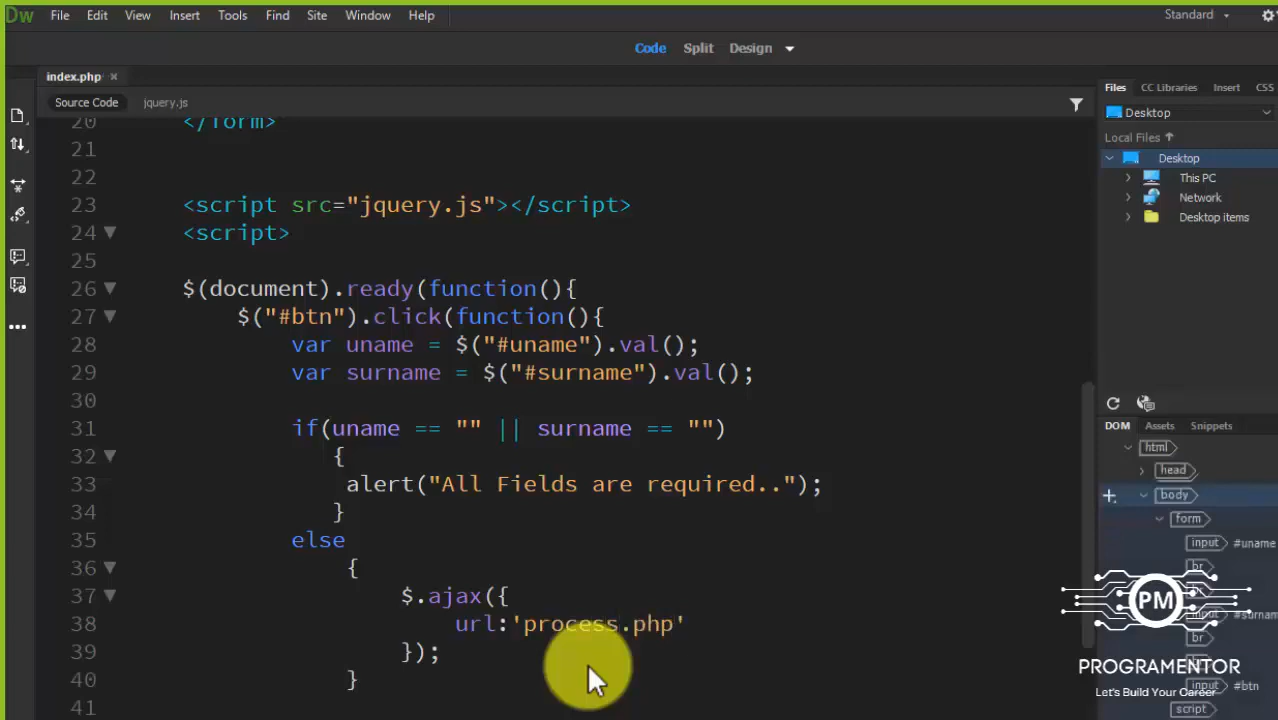 Dw File Edit View Insert Tools Find Site Window Help Standard
Code Split Design
index.php
Source Code jquery.js
20 </form>
21
22
23 <script src="jquery.js"></script>
24 <script>
25
26 $(document).ready(function(){
27 $("#btn").click(function(){
28 var uname = $("#uname").val();
29 var surname = $("#surname").val();
30
31 if(uname == "" || surname == "")
32 {
33 alert("All Fields are required..");
34 }
35 else
36 {
37 $.ajax({
38 url:'process.php'
39 });
40 }
41
Files CC Libraries Insert CSS
Desktop
Local Files
Desktop
This PC
Network
Desktop items
DOM Assets Snippets
html
head
body
form
input #uname
br
input #surnam
br
input #btn
script
PM
PROGRAMENTOR
Let's Build Your Career